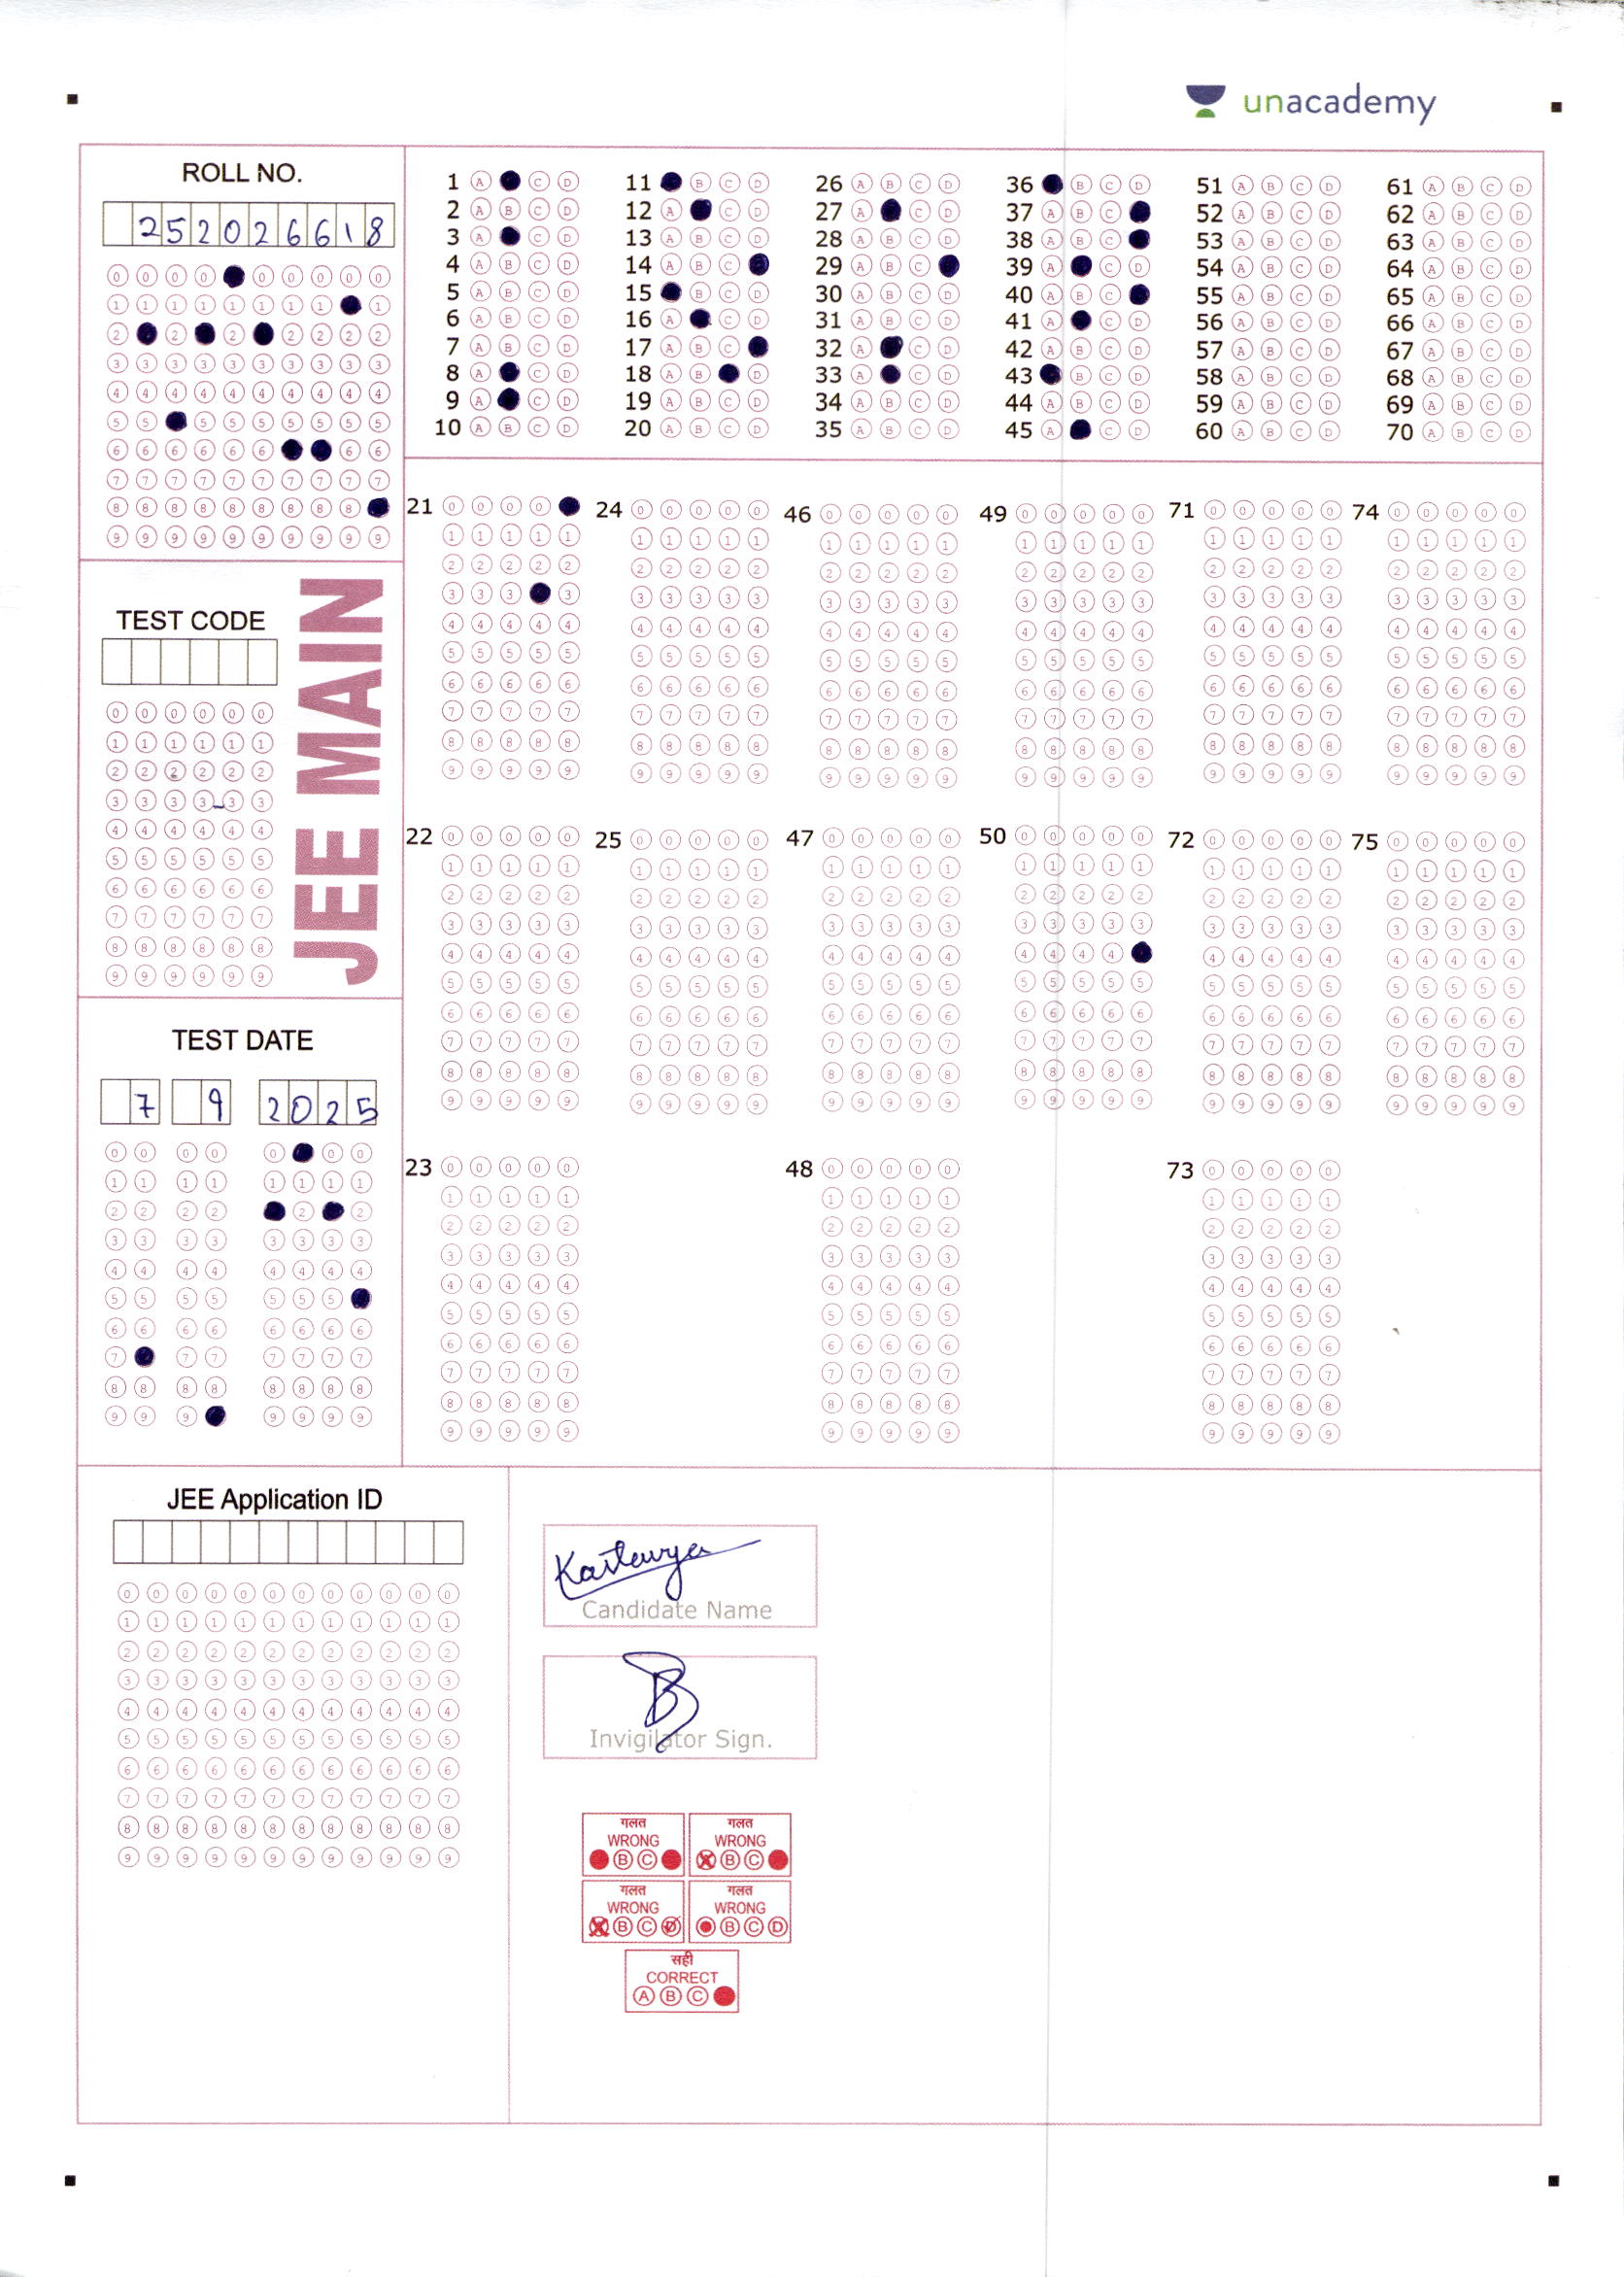 unacademy
ROLL NO.
252026618
TEST CODE
JEE MAIN
TEST DATE
7 9 2025
1 A C D
2 A B C D
3 A C D
4 A B C D
5 A B C D
6 A B C D
7 A B C D
8 A C D
9 A C D
10 A B C D
11 B C D
12 A C D
13 A B C D
14 A B C
15 B C D
16 A C D
17 A B C
18 A B D
19 A B C D
20 A B C D
26 A B C D
27 A C D
28 A B C D
29 A B C
30 A B C D
31 A B C D
32 A C D
33 A C D
34 A B C D
35 A B C D
36 B C D
37 A B C
38 A B C
39 A C D
40 A B C
41 A C D
42 A B C D
43 B C D
44 A B C D
45 A C D
51 A B C D
52 A B C D
53 A B C D
54 A B C D
55 A B C D
56 A B C D
57 A B C D
58 A B C D
59 A B C D
60 A B C D
61 A B C D
62 A B C D
63 A B C D
64 A B C D
65 A B C D
66 A B C D
67 A B C D
68 A B C D
69 A B C D
70 A B C D
21 24 46 49 71 74
22 25 47 50 72 75
23 48 73
JEE Application ID
Candidate Name
Invigilator Sign.
गलत
WRONG
B C
गलत
WRONG
B C
गलत
WRONG
B C D
गलत
WRONG
B C D
सही
CORRECT
A B C